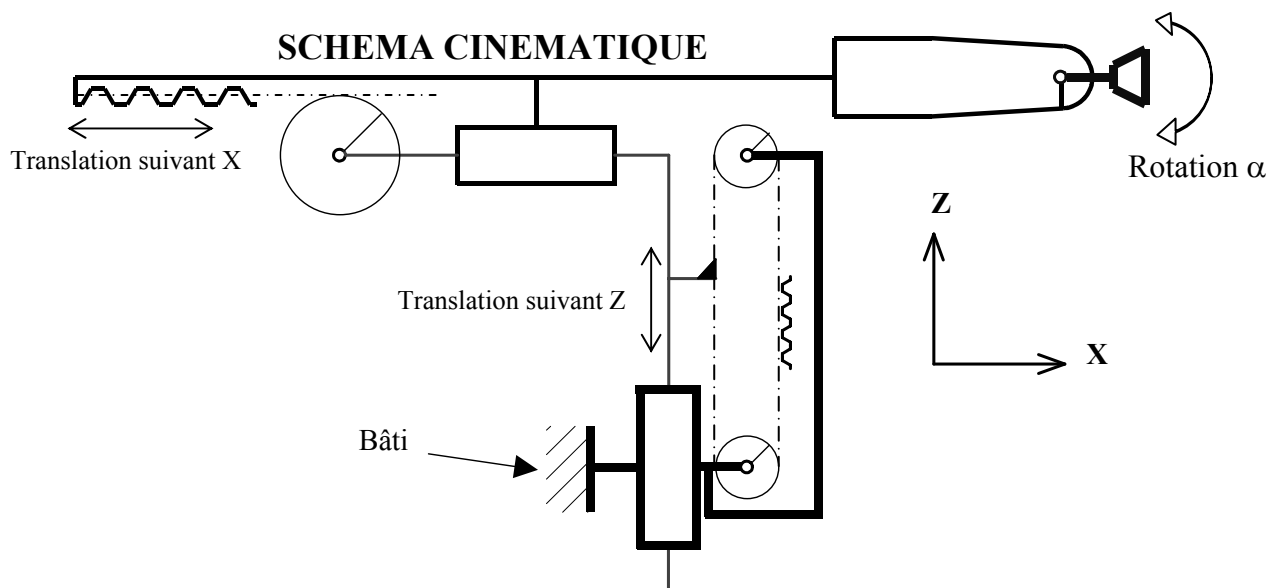 SCHEMA CINEMATIQUE
Translation suivant X
Rotation α
Z
Translation suivant Z
X
Bâti